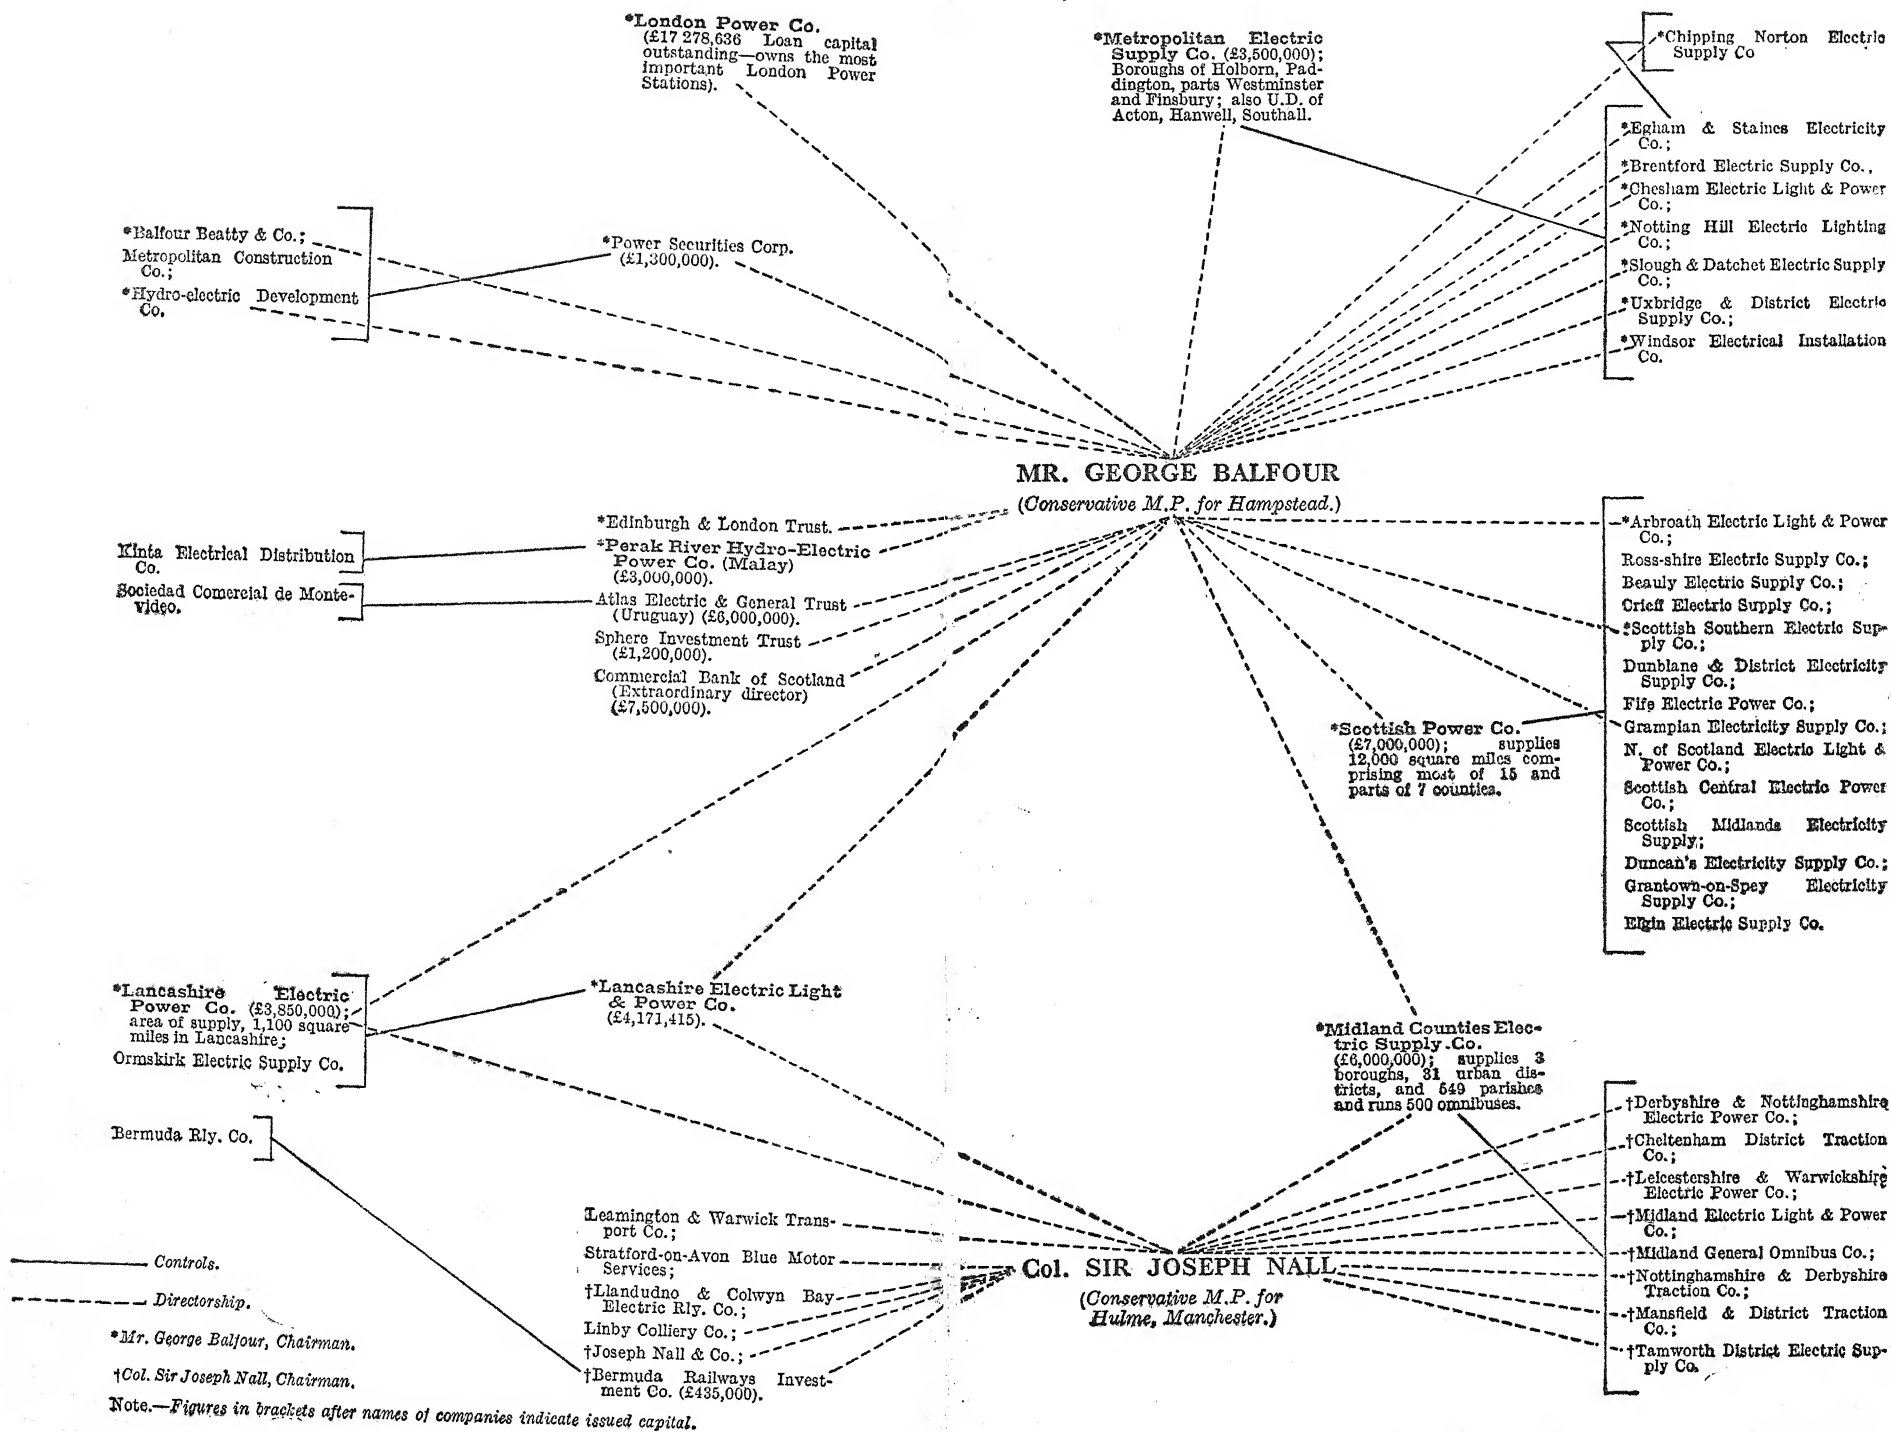 *London Power Co.
(£17 278,636 Loan capital
outstanding—owns the most
important London Power
Stations).
*Metropolitan Electric
Supply Co. (£3,500,000);
Boroughs of Holborn, Pad-
dington, parts Westminster
and Finsbury; also U.D. of
Acton, Hanwell, Southall.
*Chipping Norton Electric
Supply Co
*Egham & Staines Electricity
Co.;
*Brentford Electric Supply Co.,
*Chesham Electric Light & Power
Co.;
*Notting Hill Electric Lighting
Co.;
*Slough & Datchet Electric Supply
Co.;
*Uxbridge & District Electric
Supply Co.;
*Windsor Electrical Installation
Co.
*Balfour Beatty & Co.;
Metropolitan Construction
Co.;
*Hydro-electric Development
Co.
*Power Securities Corp.
(£1,300,000).
MR. GEORGE BALFOUR
(Conservative M.P. for Hampstead.)
Kinta Electrical Distribution
Co.
Sociedad Comercial de Monte-
video.
*Edinburgh & London Trust.
*Perak River Hydro-Electric
Power Co. (Malay)
(£3,000,000).
Atlas Electric & General Trust
(Uruguay) (£6,000,000).
Sphere Investment Trust
(£1,200,000).
Commercial Bank of Scotland
(Extraordinary director)
(£7,500,000).
*Arbroath Electric Light & Power
Co.;
Ross-shire Electric Supply Co.;
Beauly Electric Supply Co.;
Crieff Electric Supply Co.;
*Scottish Southern Electric Sup-
ply Co.;
Dunblane & District Electricity
Supply Co.;
Fife Electric Power Co.;
Grampian Electricity Supply Co.;
N. of Scotland Electric Light &
Power Co.;
Scottish Central Electric Power
Co.;
Scottish Midlands Electricity
Supply;
Duncan's Electricity Supply Co.;
Grantown-on-Spey Electricity
Supply Co.;
Elgin Electric Supply Co.
*Scottish Power Co.
(£7,000,000); supplies
12,000 square miles com-
prising most of 15 and
parts of 7 counties.
*Lancashire Electric
Power Co. (£3,850,000);
area of supply, 1,100 square
miles in Lancashire;
Ormskirk Electric Supply Co.
*Lancashire Electric Light
& Power Co.
(£4,171,415).
*Midland Counties Elec-
tric Supply Co.
(£6,000,000); supplies 3
boroughs, 31 urban dis-
tricts, and 549 parishes
and runs 500 omnibuses.
Bermuda Rly. Co.
Leamington & Warwick Trans-
port Co.;
Stratford-on-Avon Blue Motor
Services;
†Llandudno & Colwyn Bay
Electric Rly. Co.;
Linby Colliery Co.;
†Joseph Nall & Co.;
†Bermuda Railways Invest-
ment Co. (£435,000).
Col. SIR JOSEPH NALL
(Conservative M.P. for
Hulme, Manchester.)
†Derbyshire & Nottinghamshire
Electric Power Co.;
†Cheltenham District Traction
Co.;
†Leicestershire & Warwickshire
Electric Power Co.;
†Midland Electric Light & Power
Co.;
†Midland General Omnibus Co.;
†Nottinghamshire & Derbyshire
Traction Co.;
†Mansfield & District Traction
Co.;
†Tamworth District Electric Sup-
ply Co.
Controls.
Directorship.
*Mr. George Balfour, Chairman.
†Col. Sir Joseph Nall, Chairman.
Note.—Figures in brackets after names of companies indicate issued capital.